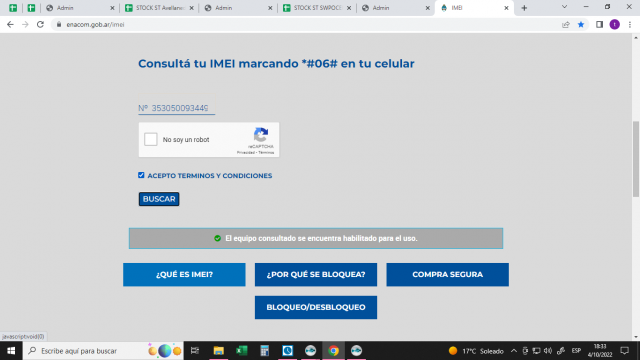 Admin
STOCK ST Avellane
Admin
STOCK ST SWPOC!
Admin
IMEI
enacom.gob.ar/imei
t
Consultá tu IMEI marcando *#06# en tu celular
Nº 353050093449
No soy un robot
reCAPTCHA
Privacidad - Términos
ACEPTO TERMINOS Y CONDICIONES
BUSCAR
El equipo consultado se encuentra habilitado para el uso.
¿QUÉ ES IMEI?
¿POR QUÉ SE BLOQUEA?
COMPRA SEGURA
BLOQUEO/DESBLOQUEO
javascript:void(0)
Escribe aquí para buscar
17°C Soleado
ESP
18:33
4/10/2022